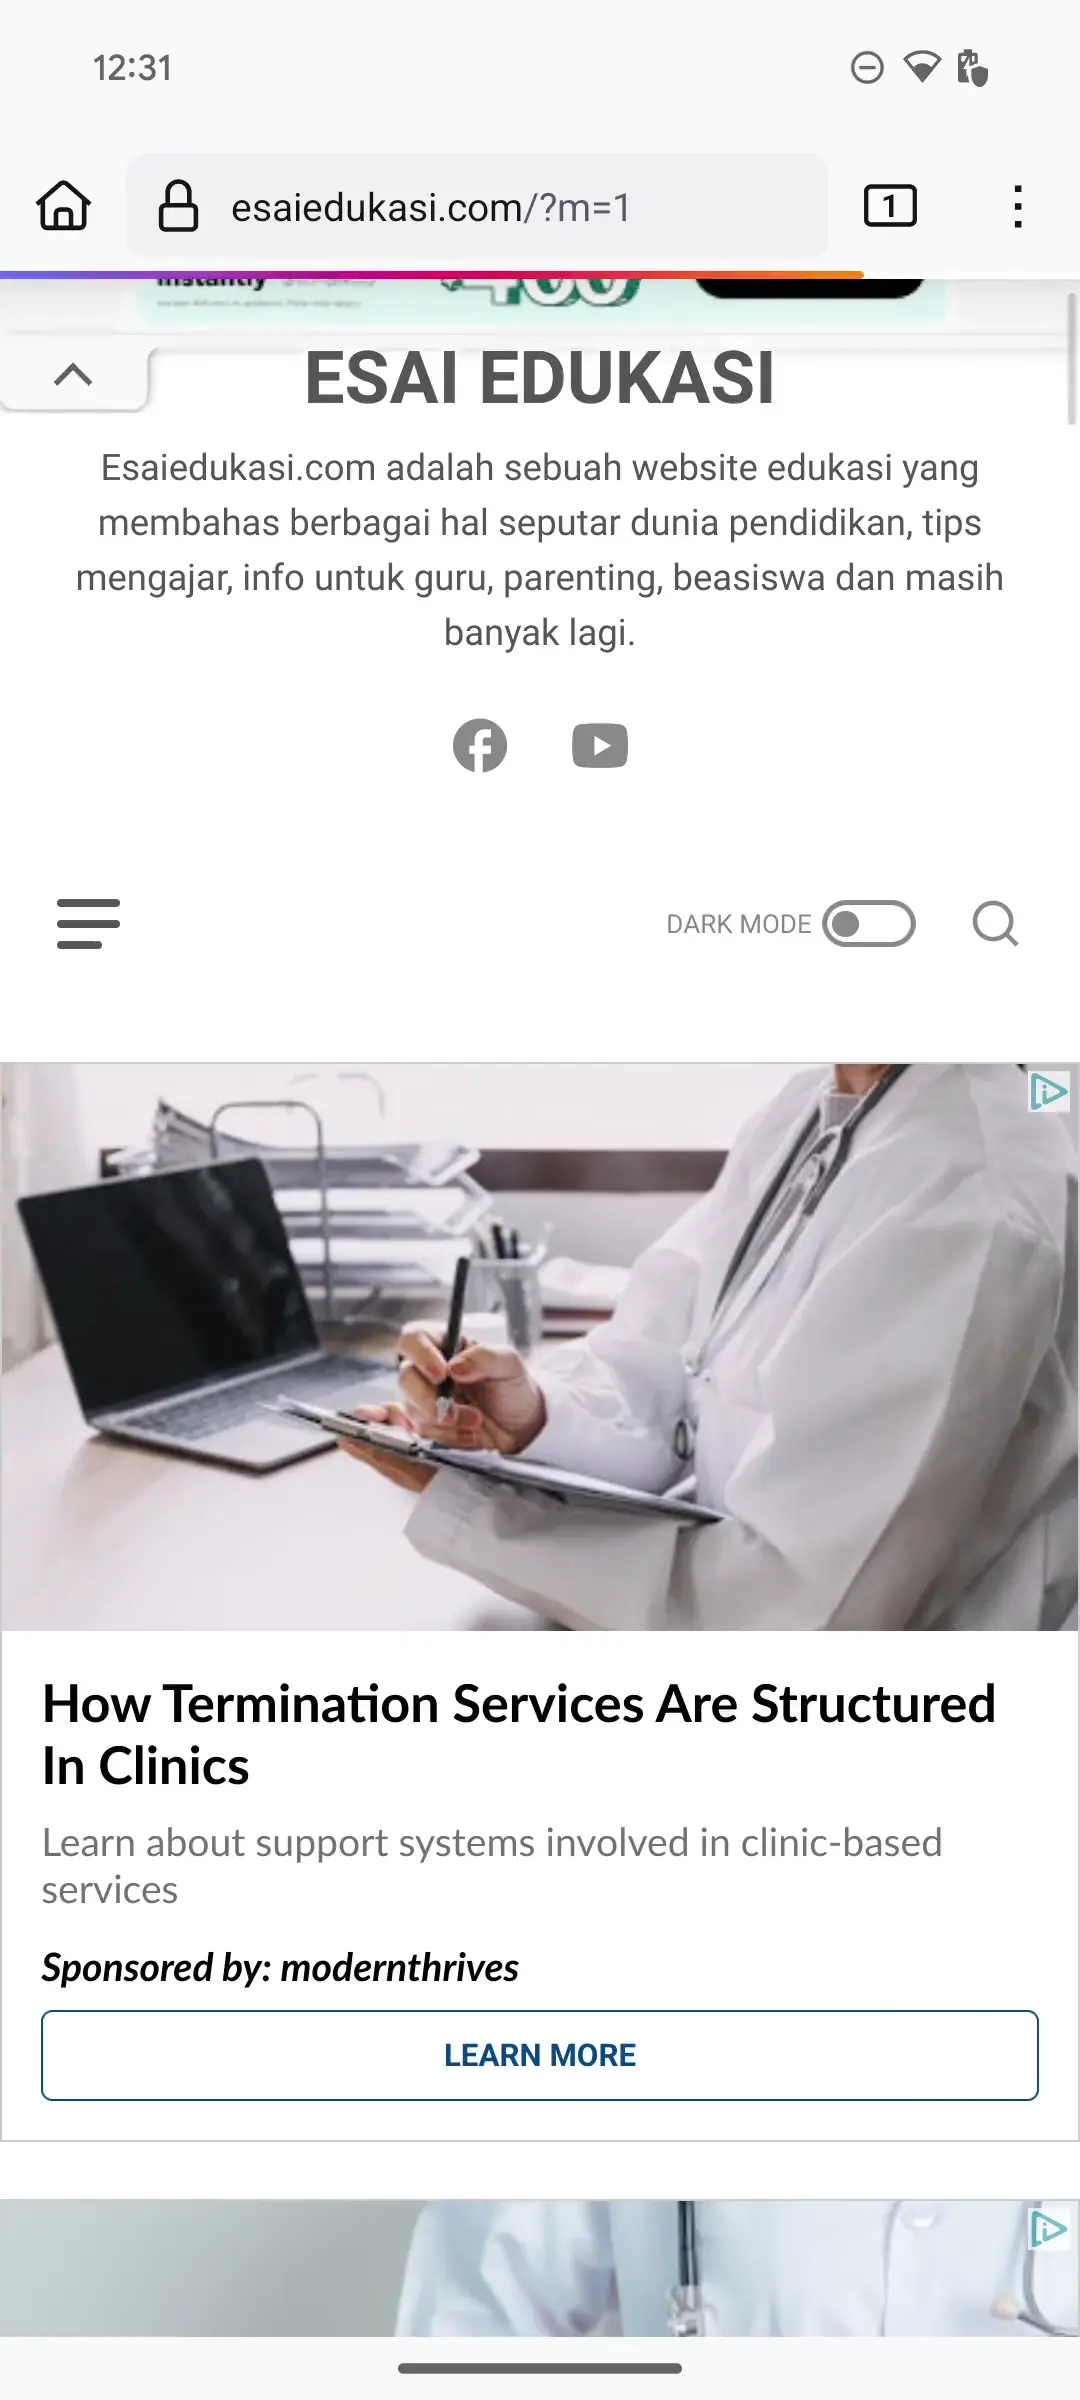 12:31
esaiedukasi.com/?m=1
1
instantly
ESAI EDUKASI
Esaiedukasi.com adalah sebuah website edukasi yang
membahas berbagai hal seputar dunia pendidikan, tips
mengajar, info untuk guru, parenting, beasiswa dan masih
banyak lagi.
DARK MODE
How Termination Services Are Structured
In Clinics
Learn about support systems involved in clinic-based
services
Sponsored by: modernthrives
LEARN MORE